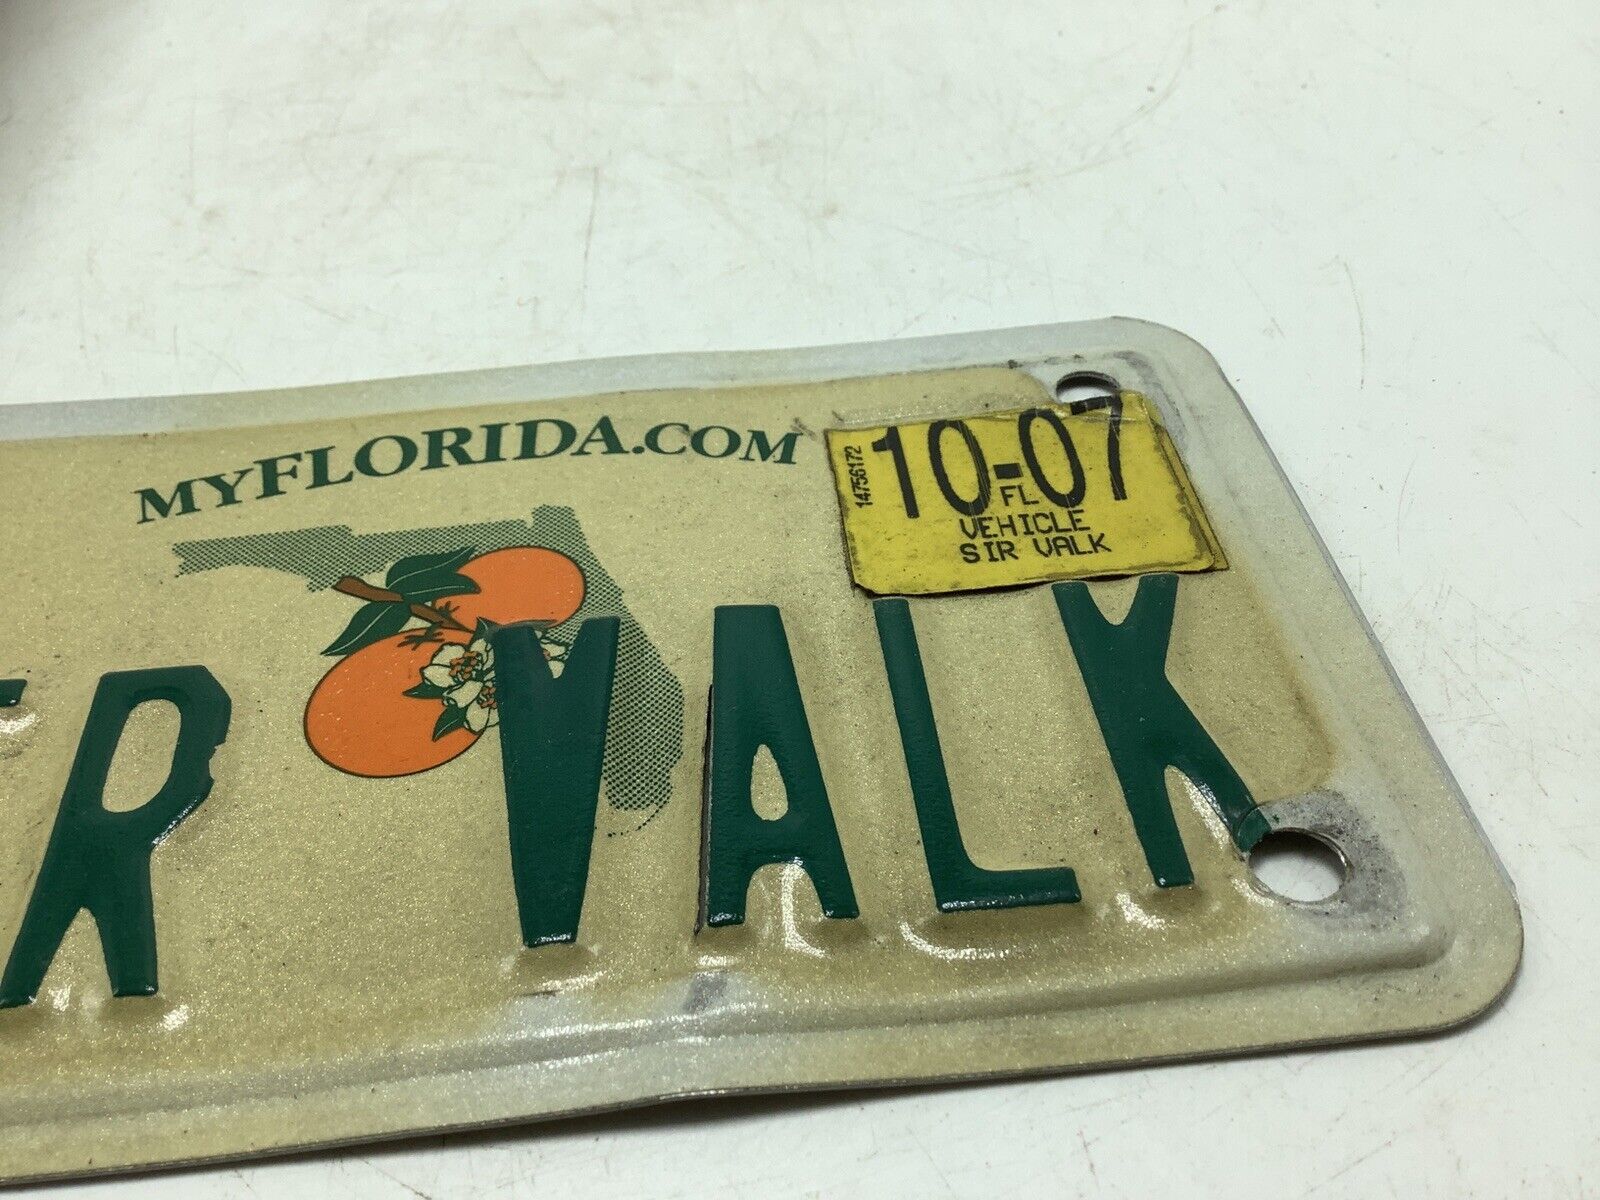 MYFLORIDA.COM
14756172
10-07
FL
VEHICLE
SIR VALK
R VALK